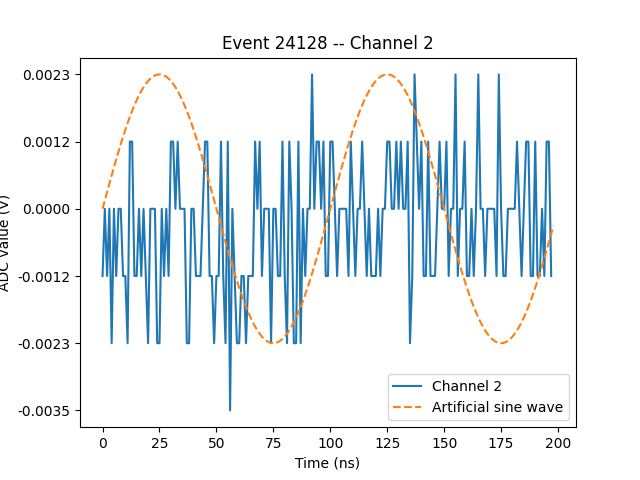 Event 24128 -- Channel 2
ADC Value (V)
0.0023
0.0012
0.0000
-0.0012
-0.0023
-0.0035
0 25 50 75 100 125 150 175 200
Time (ns)
Channel 2
Artificial sine wave